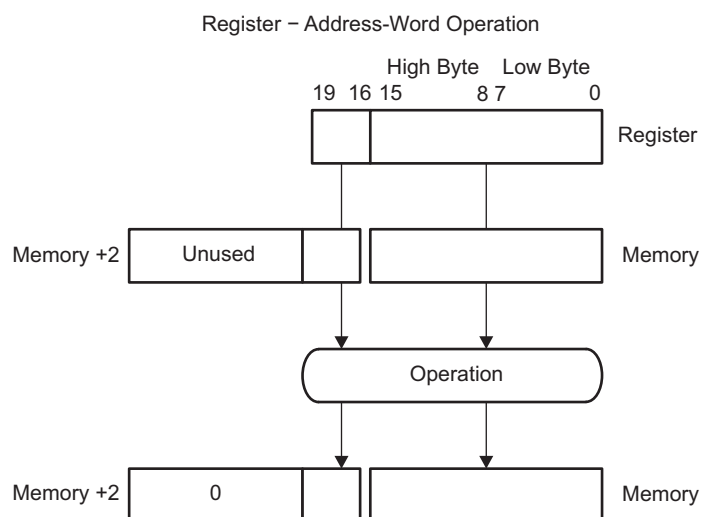 Register − Address-Word Operation
High Byte Low Byte
19 16 15 8 7 0
Register
Memory +2 Unused Memory
Operation
Memory +2 0 Memory